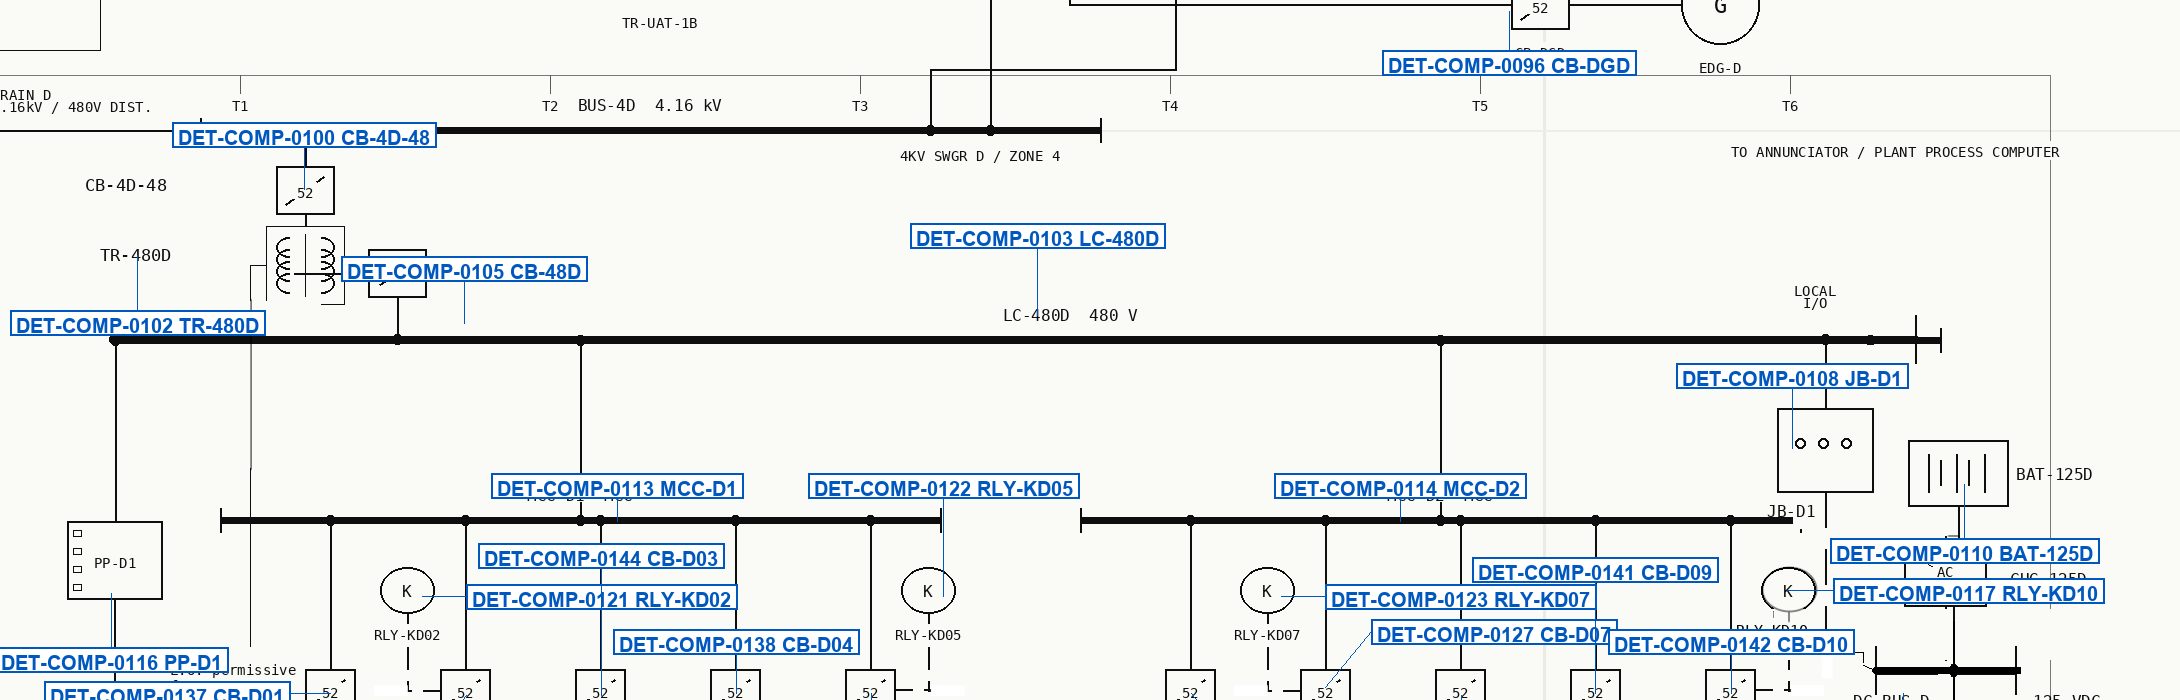 TR-UAT-1B
52
G
DET-COMP-0096 CB-DGD
EDG-D
RAIN D
.16kV / 480V DIST.
T1
T2
BUS-4D 4.16 kV
T3
T4
T5
T6
DET-COMP-0100 CB-4D-48
4KV SWGR D / ZONE 4
TO ANNUNCIATOR / PLANT PROCESS COMPUTER
CB-4D-48
52
TR-480D
DET-COMP-0103 LC-480D
DET-COMP-0105 CB-48D
LOCAL
I/O
DET-COMP-0102 TR-480D
LC-480D 480 V
DET-COMP-0108 JB-D1
BAT-125D
DET-COMP-0113 MCC-D1
DET-COMP-0122 RLY-KD05
DET-COMP-0114 MCC-D2
JB-D1
DET-COMP-0144 CB-D03
DET-COMP-0110 BAT-125D
PP-D1
DET-COMP-0141 CB-D09
AC
K
DET-COMP-0121 RLY-KD02
K
K
DET-COMP-0123 RLY-KD07
K
DET-COMP-0117 RLY-KD10
RLY-KD02
DET-COMP-0138 CB-D04
RLY-KD05
RLY-KD07
DET-COMP-0127 CB-D07
RLY-KD10
DET-COMP-0142 CB-D10
DET-COMP-0116 PP-D1
permissive
DET-COMP-0137 CB-D01
52
52
52
52
52
52
52
52
52
52
DC BUS D
125 VDC